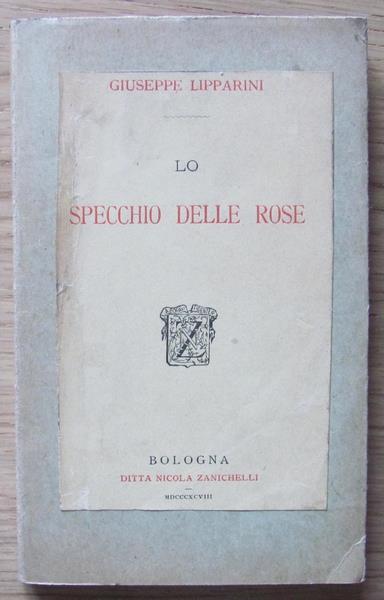 GIUSEPPE LIPPARINI
LO
SPECCHIO DELLE ROSE
BOLOGNA
DITTA NICOLA ZANICHELLI
MDCCCXCVIII